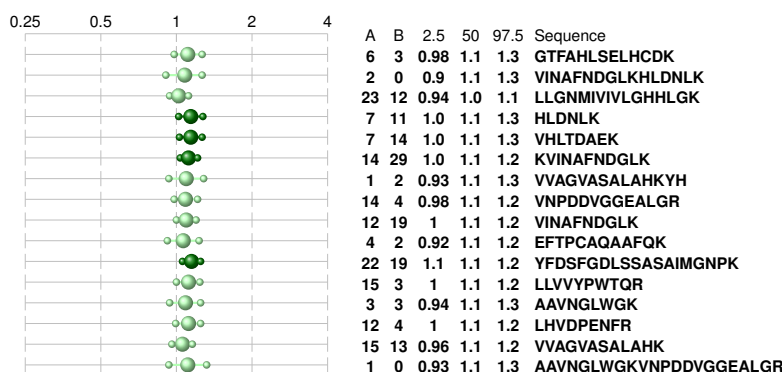 0.25 0.5 1 2 4
A B 2.5 50 97.5 Sequence
6 3 0.98 1.1 1.3 GTFAHLSELHCDK
2 0 0.9 1.1 1.3 VINAFNDGLKHLDNLK
23 12 0.94 1.0 1.1 LLGNMIVIVLGHHLGK
7 11 1.0 1.1 1.3 HLDNLK
7 14 1.0 1.1 1.3 VHLTDAEK
14 29 1.0 1.1 1.2 KVINAFNDGLK
1 2 0.93 1.1 1.3 VVAGVASALAHKYH
14 4 0.98 1.1 1.2 VNPDDVGGEALGR
12 19 1 1.1 1.2 VINAFNDGLK
4 2 0.92 1.1 1.2 EFTPCAQAAFQK
22 19 1.1 1.1 1.2 YFDSFGDLSSASAIMGNPK
15 3 1 1.1 1.2 LLVVYPWTQR
3 3 0.94 1.1 1.3 AAVNGLWGK
12 4 1 1.1 1.2 LHVDPENFR
15 13 0.96 1.1 1.2 VVAGVASALAHK
1 0 0.93 1.1 1.3 AAVNGLWGKVNPDDVGGEALGR